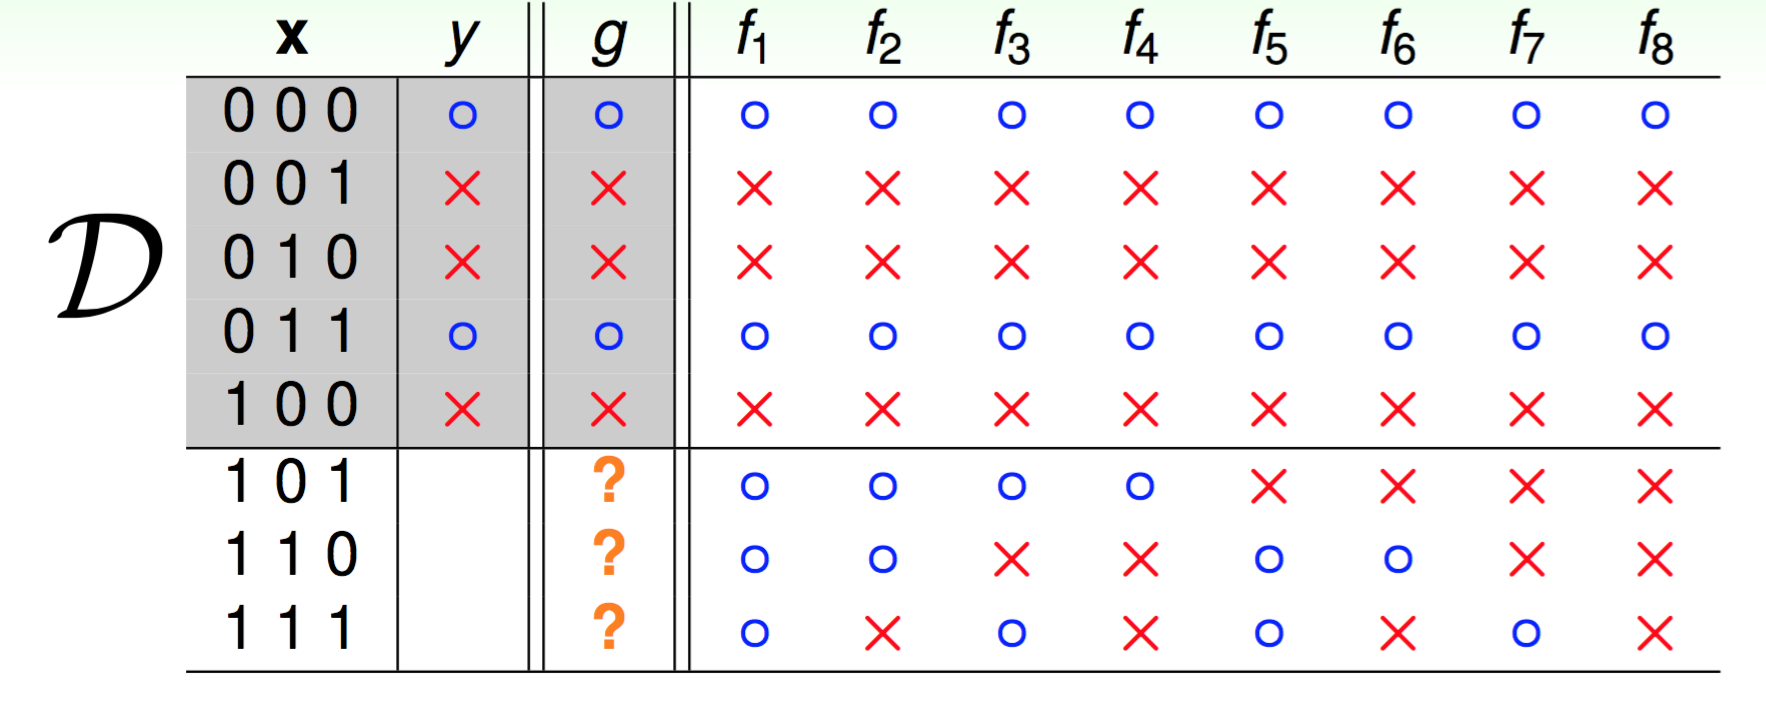 x y g f1 f2 f3 f4 f5 f6 f7 f8
0 0 0 ○ ○ ○ ○ ○ ○ ○ ○ ○ ○
0 0 1 × × × × × × × × × ×
0 1 0 × × × × × × × × × ×
D
0 1 1 ○ ○ ○ ○ ○ ○ ○ ○ ○ ○
1 0 0 × × × × × × × × × ×
1 0 1 ? ○ ○ ○ ○ × × × ×
1 1 0 ? ○ ○ × × ○ ○ × ×
1 1 1 ? ○ × ○ × ○ × ○ ×